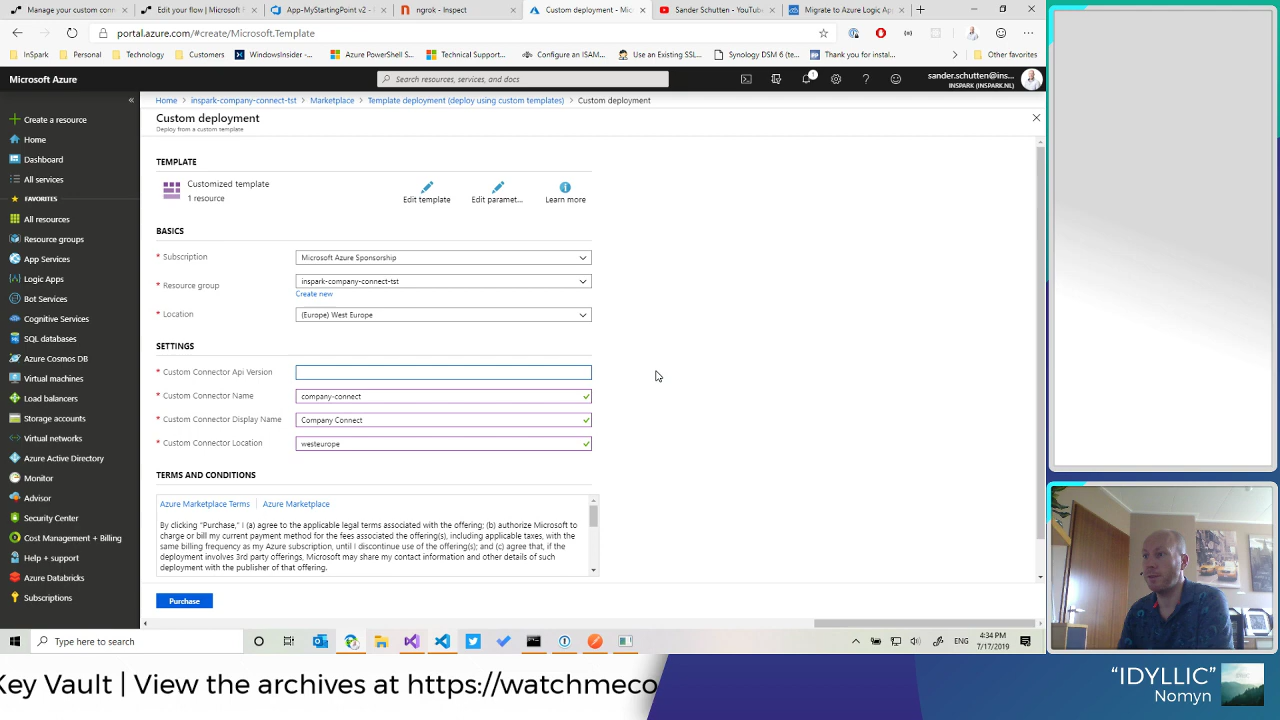 Manage your custom conn
Edit your custom conne
Edit your Microsoft Fl
App-MyStartingPoint v2 -
ngrok - Inspect
Custom deployment - Mi
Sander Schutten - YouTube
Migrate to Azure Logic App
portal.azure.com/#create/Microsoft.Template
InSpark
Personal
Technology
Customers
WindowsInsider -
Azure PowerShell S
Technical Support
Configure an ISAM
Use an Existing SSL
Synology DSM 6 (te
Thank you for instal
Other favorites
Microsoft Azure
Search resources, services, and docs
1
sander.schutten@ins...
INSPARK (INSPARK.NL)
Home > inspark-company-connect-tst > Marketplace > Template deployment (deploy using custom templates) > Custom deployment
Custom deployment
Deploy from a custom template
Create a resource
Home
Dashboard
All services
FAVORITES
All resources
Resource groups
App Services
Logic Apps
Bot Services
Cognitive Services
SQL databases
Azure Cosmos DB
Virtual machines
Load balancers
Storage accounts
Virtual networks
Azure Active Directory
Monitor
Advisor
Security Center
Cost Management + Billing
Help + support
Azure Databricks
Subscriptions
TEMPLATE
Customized template
1 resource
Edit template
Edit paramet...
Learn more
BASICS
* Subscription
Microsoft Azure Sponsorship
* Resource group
inspark-company-connect-tst
Create new
* Location
(Europe) West Europe
SETTINGS
* Custom Connector Api Version
* Custom Connector Name
company-connect
* Custom Connector Display Name
Company Connect
* Custom Connector Location
westeurope
TERMS AND CONDITIONS
Azure Marketplace Terms | Azure Marketplace
By clicking "Purchase," I (a) agree to the applicable legal terms associated with the offering; (b) authorize Microsoft to
charge or bill my current payment method for the fees associated the offering(s), including applicable taxes, with
the same billing frequency as my Azure subscription, until I discontinue use of the offering(s); and (c) agree that, if the
deployment involves 3rd party offerings, Microsoft may share my contact information and other details of such
deployment with the publisher of that offering.
Purchase
Type here to search
ENG
4:34 PM
7/17/2019
Key Vault | View the archives at https://watchmeco
"IDYLLIC"
Nomyn